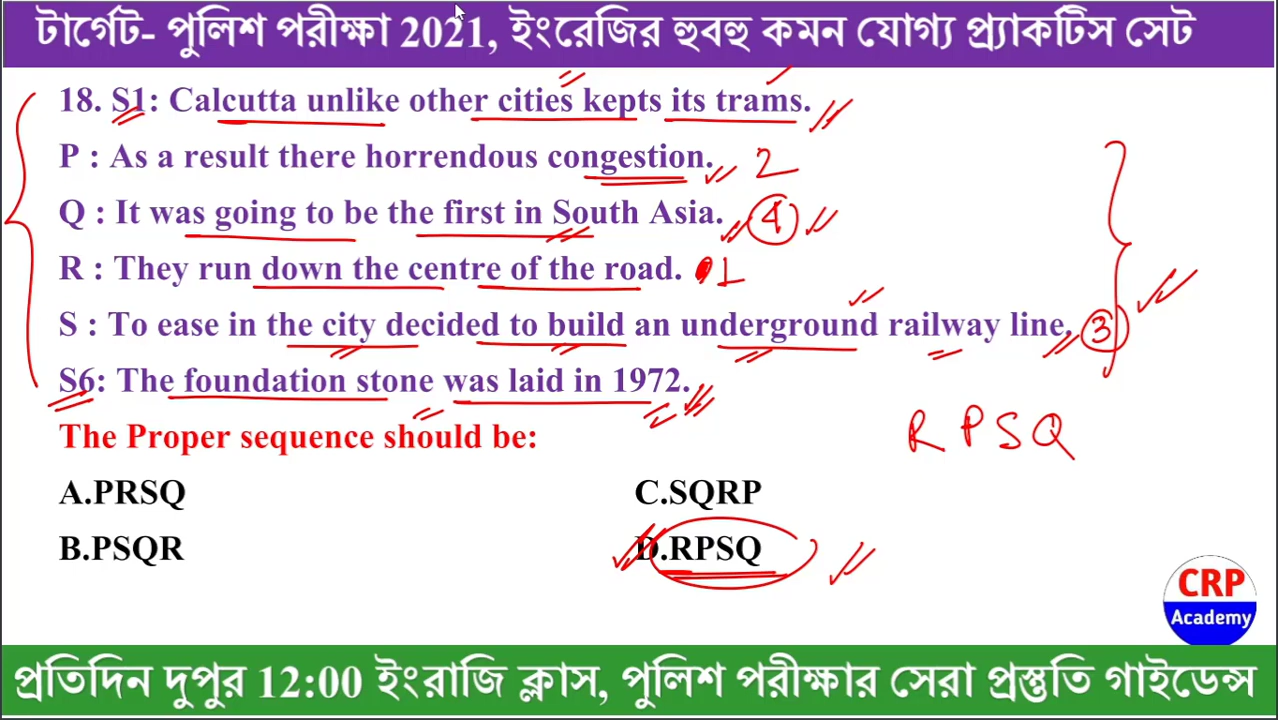 টার্গেট- পুলিশ পরীক্ষা 2021, ইংরেজির হুবহু কমন যোগ্য প্র্যাকটিস সেট
18. S1: Calcutta unlike other cities kepts its trams.
P : As a result there horrendous congestion. 2
Q : It was going to be the first in South Asia. 4
R : They run down the centre of the road. 1
S : To ease in the city decided to build an underground railway line, 3
S6: The foundation stone was laid in 1972.
R P S Q
The Proper sequence should be:
A.PRSQ
C.SQRP
B.PSQR
D.RPSQ
CRP
Academy
প্রতিদিন দুপুর 12:00 ইংরাজি ক্লাস, পুলিশ পরীক্ষার সেরা প্রস্তুতি গাইডেন্স